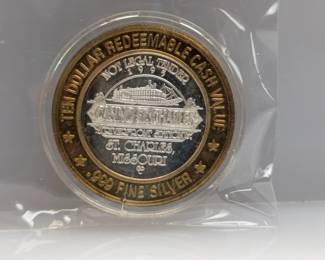 TEN DOLLAR REDEEMABLE CASH VALUE
NOT LEGAL TENDER
CASINO ST. CHARLES
ST. CHARLES,
MISSOURI
.999 FINE SILVER